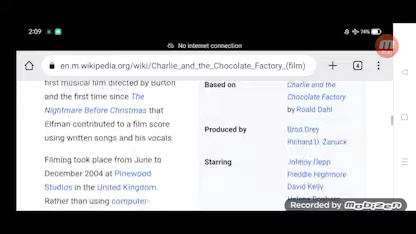 2:09
74%
No internet connection
en.m.wikipedia.org/wiki/Charlie_and_the_Chocolate_Factory_(film)
4
first musical film directed by Burton
and the first time since The
Nightmare Before Christmas that
Elfman contributed to a film score
using written songs and his vocals
Filming took place from June to
December 2004 at Pinewood
Studios in the United Kingdom.
Rather than using computer-
Based on
Charlie and the
Chocolate Factory
by Roald Dahl
Produced by
Brad Grey
Richard D. Zanuck
Starring
Johnny Depp
Freddie Highmore
David Kelly
Recorded by
mobizen